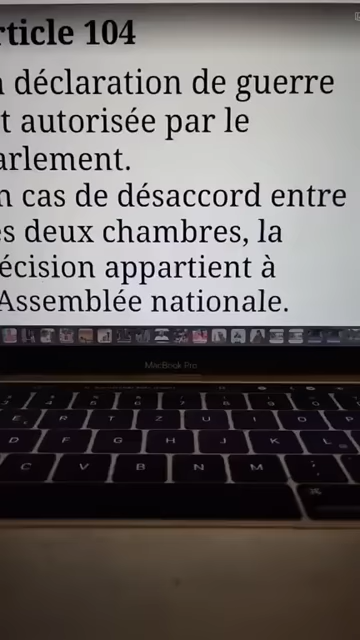 rticle 104
déclaration de guerre
t autorisée par le
arlement.
n cas de désaccord entre
es deux chambres, la
écision appartient à
Assemblée nationale.
MacBook Pro
E R T Z U I O P
D F G H J K L
C V B N M